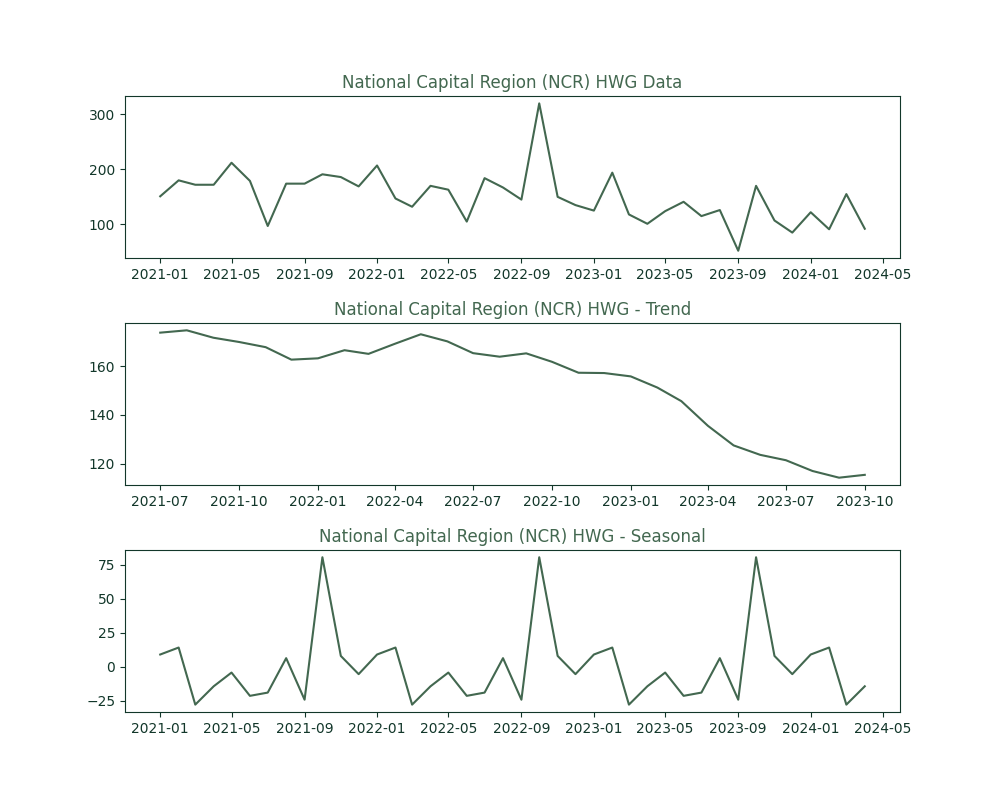 National Capital Region (NCR) HWG Data
300
200
100
2021-01 2021-05 2021-09 2022-01 2022-05 2022-09 2023-01 2023-05 2023-09 2024-01 2024-05
National Capital Region (NCR) HWG - Trend
160
140
120
2021-07 2021-10 2022-01 2022-04 2022-07 2022-10 2023-01 2023-04 2023-07 2023-10
National Capital Region (NCR) HWG - Seasonal
75
50
25
0
−25
2021-01 2021-05 2021-09 2022-01 2022-05 2022-09 2023-01 2023-05 2023-09 2024-01 2024-05